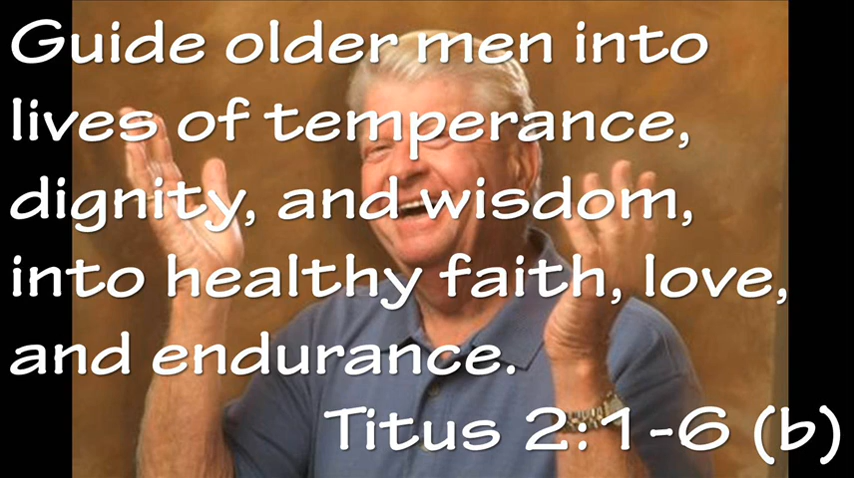 Guide older men into
lives of temperance,
dignity, and wisdom,
into healthy faith, love,
and endurance.
Titus 2:1-6 (b)